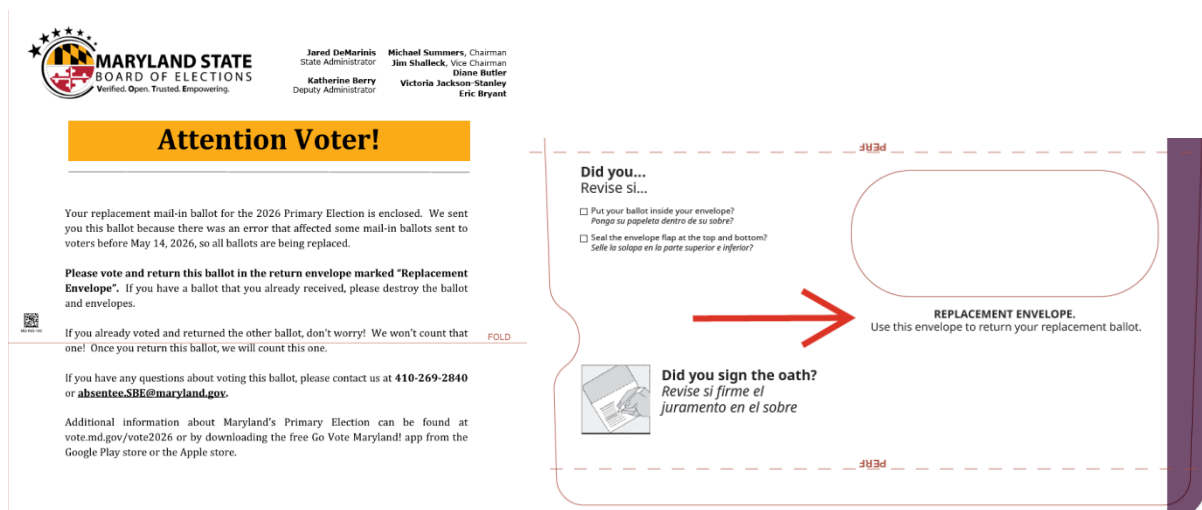 MARYLAND STATE
BOARD OF ELECTIONS
Verified. Open. Trusted. Empowering.
Jared DeMarinis
State Administrator
Katherine Berry
Deputy Administrator
Michael Summers, Chairman
Jim Shalleck, Vice Chairman
Diane Butler
Victoria Jackson-Stanley
Eric Bryant
Attention Voter!
Your replacement mail-in ballot for the 2026 Primary Election is enclosed. We sent
you this ballot because there was an error that affected some mail-in ballots sent to
voters before May 14, 2026, so all ballots are being replaced.
Please vote and return this ballot in the return envelope marked “Replacement
Envelope”. If you have a ballot that you already received, please destroy the ballot
and envelopes.
If you already voted and returned the other ballot, don’t worry! We won’t count that
one! Once you return this ballot, we will count this one.
FOLD
If you have any questions about voting this ballot, please contact us at 410-269-2840
or absentee.SBE@maryland.gov.
Additional information about Maryland’s Primary Election can be found at
vote.md.gov/vote2026 or by downloading the free Go Vote Maryland! app from the
Google Play store or the Apple store.
PERF
Did you...
Revise si...
Put your ballot inside your envelope?
Ponga su papeleta dentro de su sobre?
Seal the envelope flap at the top and bottom?
Selle la solapa en la parte superior e inferior?
REPLACEMENT ENVELOPE.
Use this envelope to return your replacement ballot.
Did you sign the oath?
Revise si firme el
juramento en el sobre
PERF